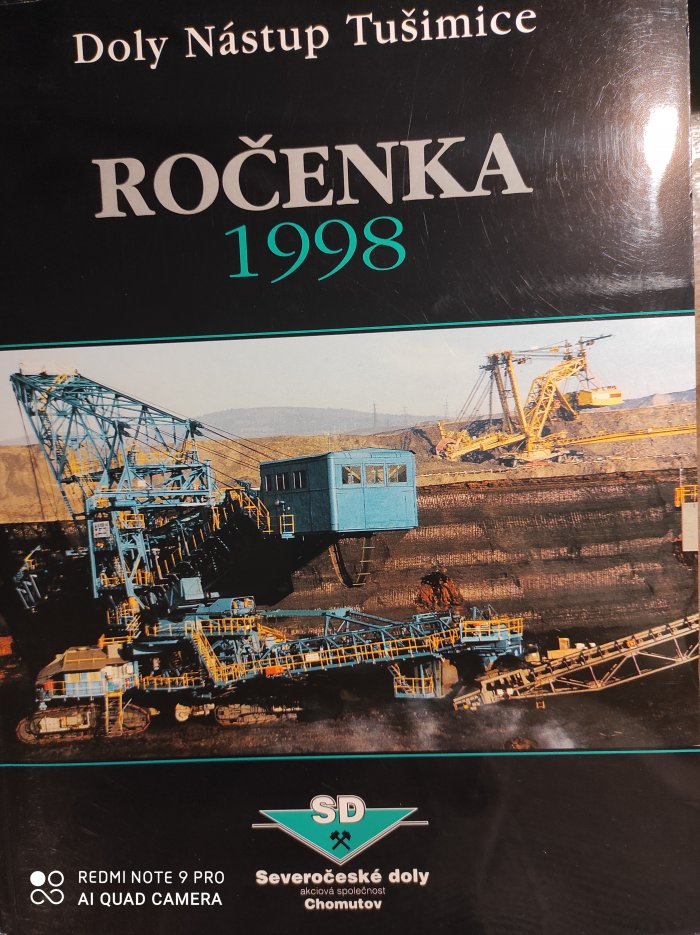 Doly Nástup Tušimice
ROČENKA
1998
SD
Severočeské doly
akciová společnost
Chomutov
REDMI NOTE 9 PRO
AI QUAD CAMERA